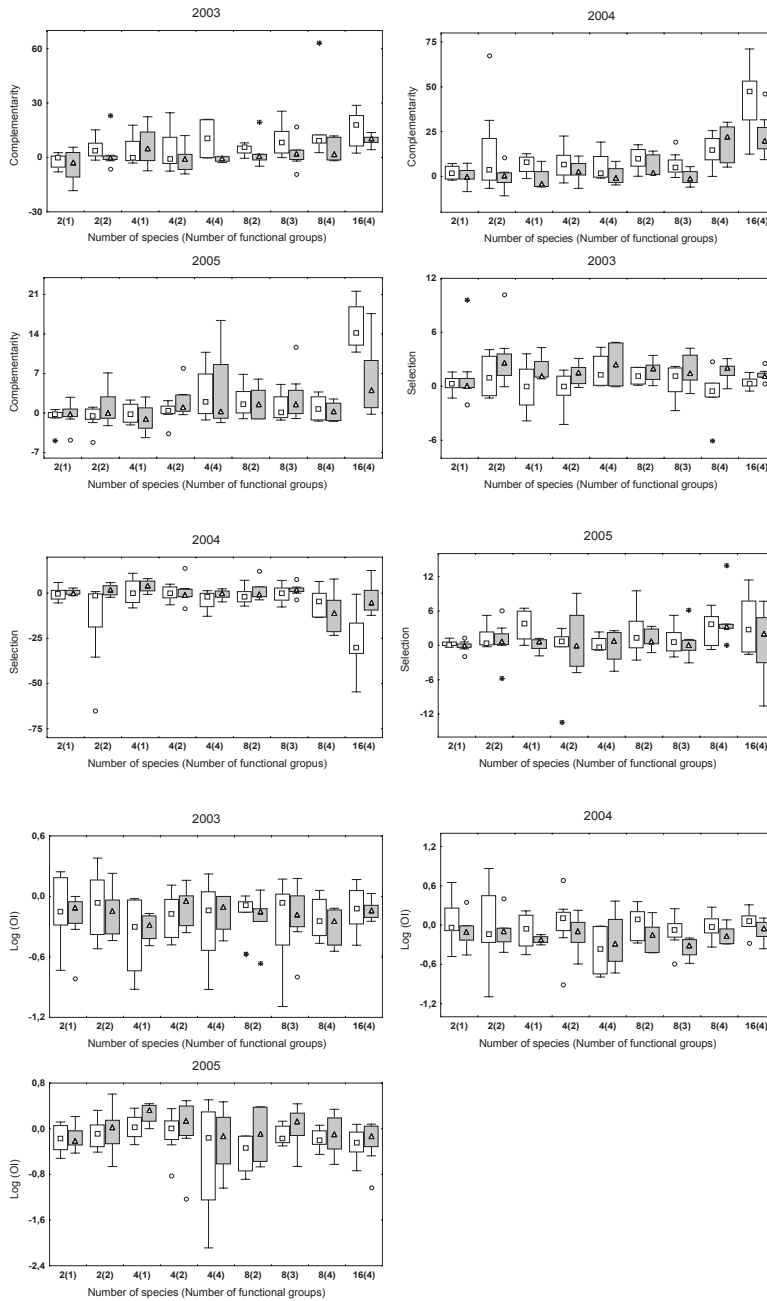 2003
Complementarity
60
30
0
-30
2(1) 2(2) 4(1) 4(2) 4(4) 8(2) 8(3) 8(4) 16(4)
Number of species (Number of functional groups)
2004
Complementarity
75
50
25
0
2(1) 2(2) 4(1) 4(2) 4(4) 8(2) 8(3) 8(4) 16(4)
Number of species (Number of functional groups)
2005
Complementarity
21
14
7
0
-7
2(1) 2(2) 4(1) 4(2) 4(4) 8(2) 8(3) 8(4) 16(4)
Number of species (Number of functional groups)
2003
Selection
12
6
0
-6
2(1) 2(2) 4(1) 4(2) 4(4) 8(2) 8(3) 8(4) 16(4)
Number of species (Number of functional groups)
2004
Selection
25
0
-25
-50
-75
2(1) 2(2) 4(1) 4(2) 4(4) 8(2) 8(3) 8(4) 16(4)
Number of species (Number of functional gropus)
2005
Selection
12
6
0
-6
-12
2(1) 2(2) 4(1) 4(2) 4(4) 8(2) 8(3) 8(4) 16(4)
Number of species (Number of functional groups)
2003
Log (OI)
0,6
0,0
-0,6
-1,2
2(1) 2(2) 4(1) 4(2) 4(4) 8(2) 8(3) 8(4) 16(4)
Number of species (Number of functional groups)
2004
Log (OI)
1,2
0,6
0,0
-0,6
-1,2
2(1) 2(2) 4(1) 4(2) 4(4) 8(2) 8(3) 8(4) 16(4)
Number of species (Number of functional groups)
2005
Log (OI)
0,8
0,0
-0,8
-1,6
-2,4
2(1) 2(2) 4(1) 4(2) 4(4) 8(2) 8(3) 8(4) 16(4)
Number of species (Number of functional groups)